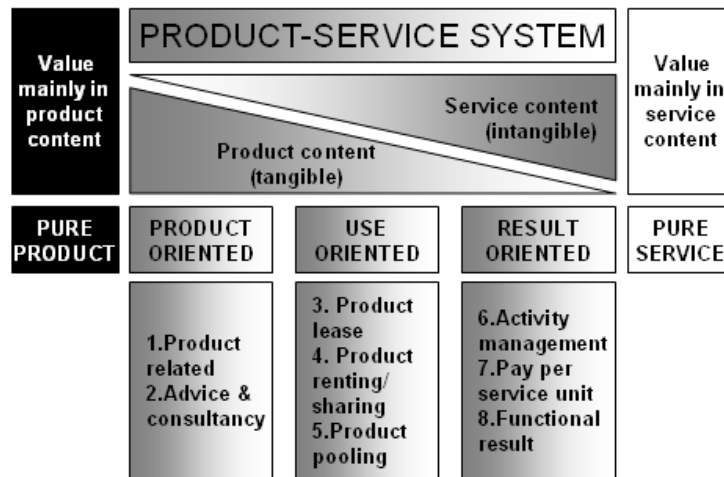 PRODUCT-SERVICE SYSTEM
Value
mainly in
product
content
Service content
(intangible)
Product content
(tangible)
Value
mainly in
service
content
PURE
PRODUCT
PRODUCT
ORIENTED
USE
ORIENTED
RESULT
ORIENTED
PURE
SERVICE
1.Product
related
2.Advice &
consultancy
3. Product
lease
4. Product
renting/
sharing
5.Product
pooling
6.Activity
management
7.Pay per
service unit
8.Functional
result